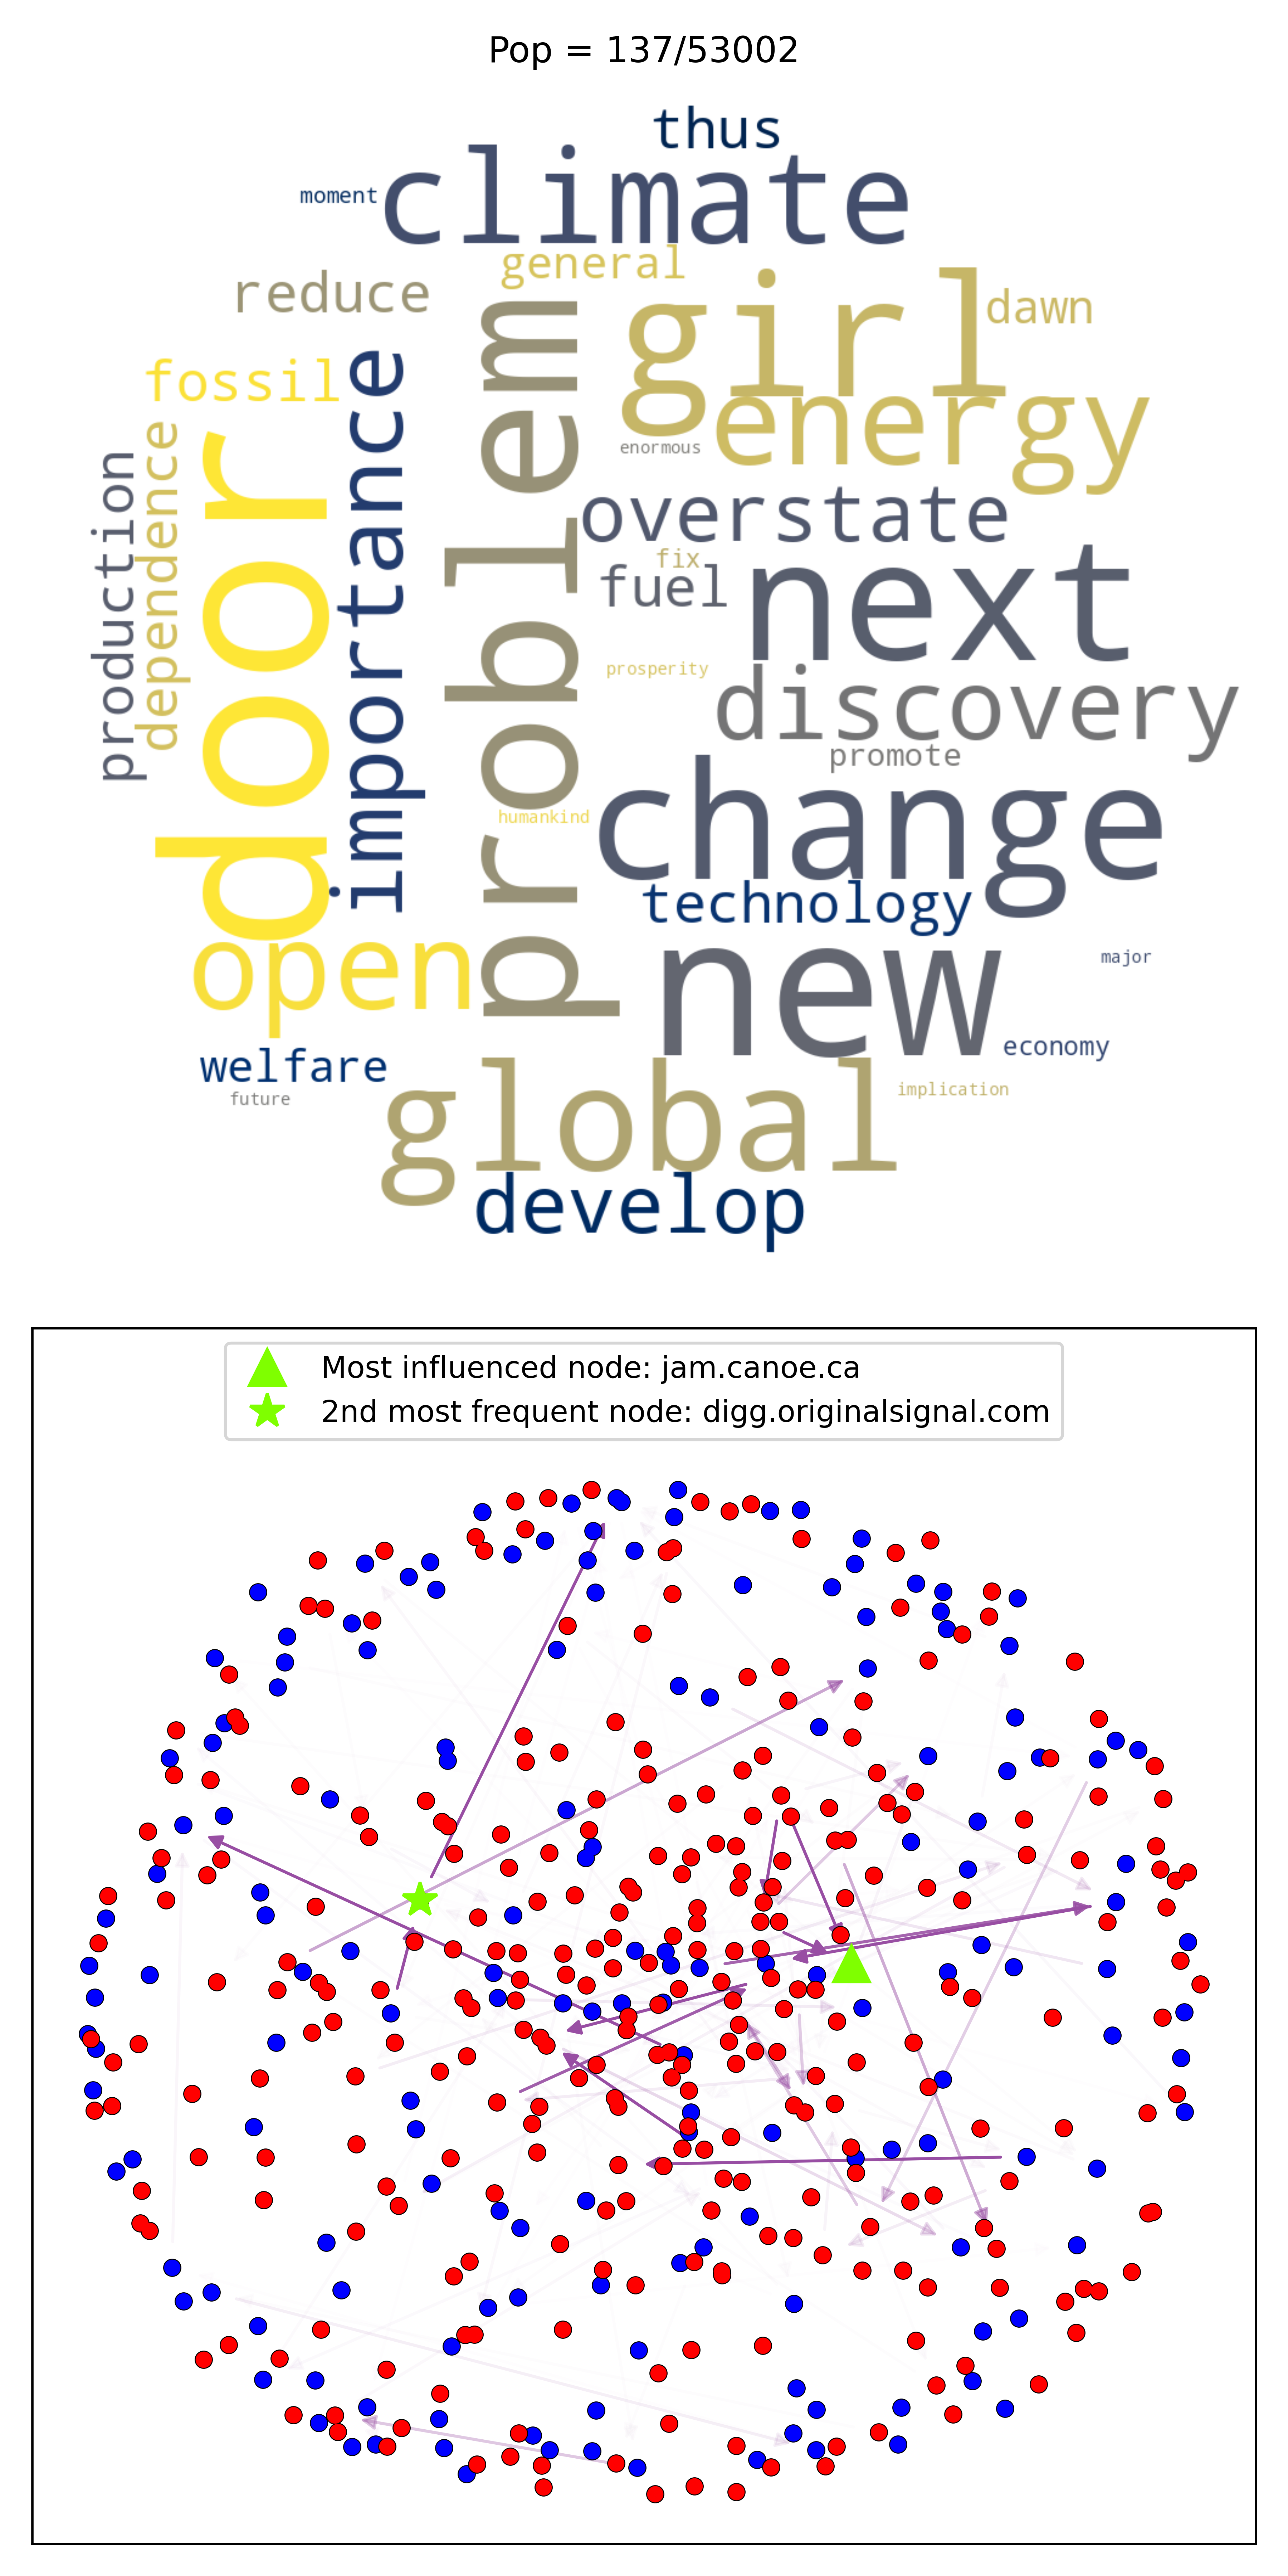 Pop = 137/53002
thus
climate
moment
general
reduce
girl
dawn
fossil
energy
importance
problem
enormous
production
dependence
door
overstate
fix
fuel
next
prosperity
discovery
promote
change
humankind
technology
open
new
major
economy
welfare
future
global
implication
develop
Most influenced node: jam.canoe.ca
2nd most frequent node: digg.originalsignal.com